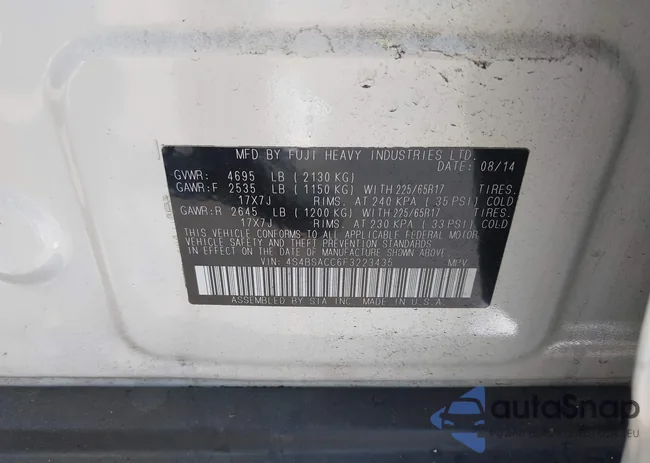 MFD BY FUJI HEAVY INDUSTRIES LTD.
DATE: 08/14
GVWR: 4695 LB ( 2130 KG)
GAWR:F 2535 LB ( 1150 KG) WITH 225/65R17 TIRES.
17X7J RIMS. AT 240 KPA ( 35 PSI) COLD
GAWR:R 2645 LB ( 1200 KG) WITH 225/65R17 TIRES.
17X7J RIMS. AT 230 KPA ( 33 PSI) COLD
THIS VEHICLE CONFORMS TO ALL APPLICABLE FEDERAL MOTOR
VEHICLE SAFETY AND THEFT PREVENTION STANDARDS
IN EFFECT ON THE DATE OF MANUFACTURE SHOWN ABOVE.
VIN: 4S4BSACC6F3223435 MPV
ASSEMBLED BY SIA INC. MADE IN U.S.A.
autoSnap